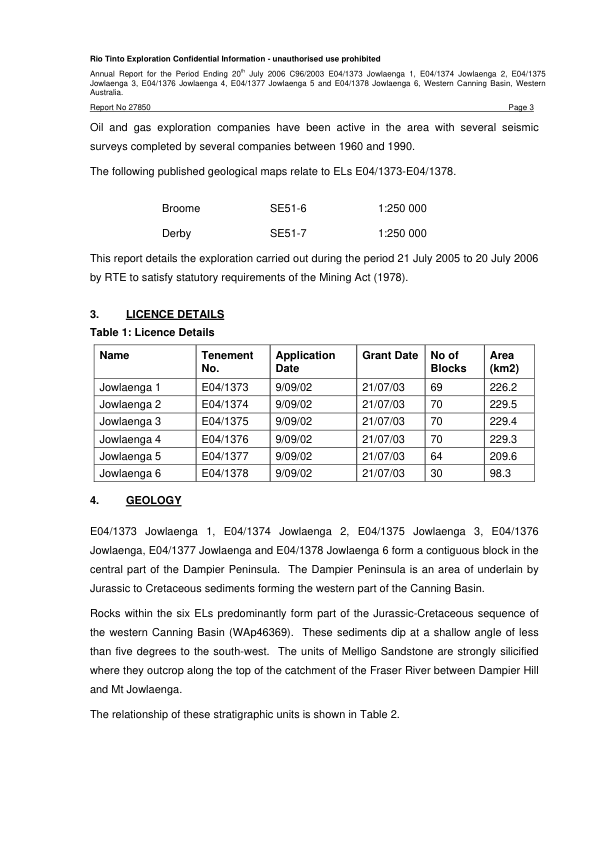 Rio Tinto Exploration Confidential Information - unauthorised use prohibited
Annual Report for the Period Ending 20th July 2006 C96/2003 E04/1373 Jowlaenga 1, E04/1374 Jowlaenga 2, E04/1375
Jowlaenga 3, E04/1376 Jowlaenga 4, E04/1377 Jowlaenga 5 and E04/1378 Jowlaenga 6, Western Canning Basin, Western
Australia.
Report No 27850 Page 3
Oil and gas exploration companies have been active in the area with several seismic
surveys completed by several companies between 1960 and 1990.
The following published geological maps relate to ELs E04/1373-E04/1378.
Broome SE51-6 1:250 000
Derby SE51-7 1:250 000
This report details the exploration carried out during the period 21 July 2005 to 20 July 2006
by RTE to satisfy statutory requirements of the Mining Act (1978).
3. LICENCE DETAILS
Table 1: Licence Details
Name Tenement No. Application Date Grant Date No of Blocks Area (km2)
Jowlaenga 1 E04/1373 9/09/02 21/07/03 69 226.2
Jowlaenga 2 E04/1374 9/09/02 21/07/03 70 229.5
Jowlaenga 3 E04/1375 9/09/02 21/07/03 70 229.4
Jowlaenga 4 E04/1376 9/09/02 21/07/03 70 229.3
Jowlaenga 5 E04/1377 9/09/02 21/07/03 64 209.6
Jowlaenga 6 E04/1378 9/09/02 21/07/03 30 98.3
4. GEOLOGY
E04/1373 Jowlaenga 1, E04/1374 Jowlaenga 2, E04/1375 Jowlaenga 3, E04/1376
Jowlaenga, E04/1377 Jowlaenga and E04/1378 Jowlaenga 6 form a contiguous block in the
central part of the Dampier Peninsula. The Dampier Peninsula is an area of underlain by
Jurassic to Cretaceous sediments forming the western part of the Canning Basin.
Rocks within the six ELs predominantly form part of the Jurassic-Cretaceous sequence of
the western Canning Basin (WAp46369). These sediments dip at a shallow angle of less
than five degrees to the south-west. The units of Melligo Sandstone are strongly silicified
where they outcrop along the top of the catchment of the Fraser River between Dampier Hill
and Mt Jowlaenga.
The relationship of these stratigraphic units is shown in Table 2.